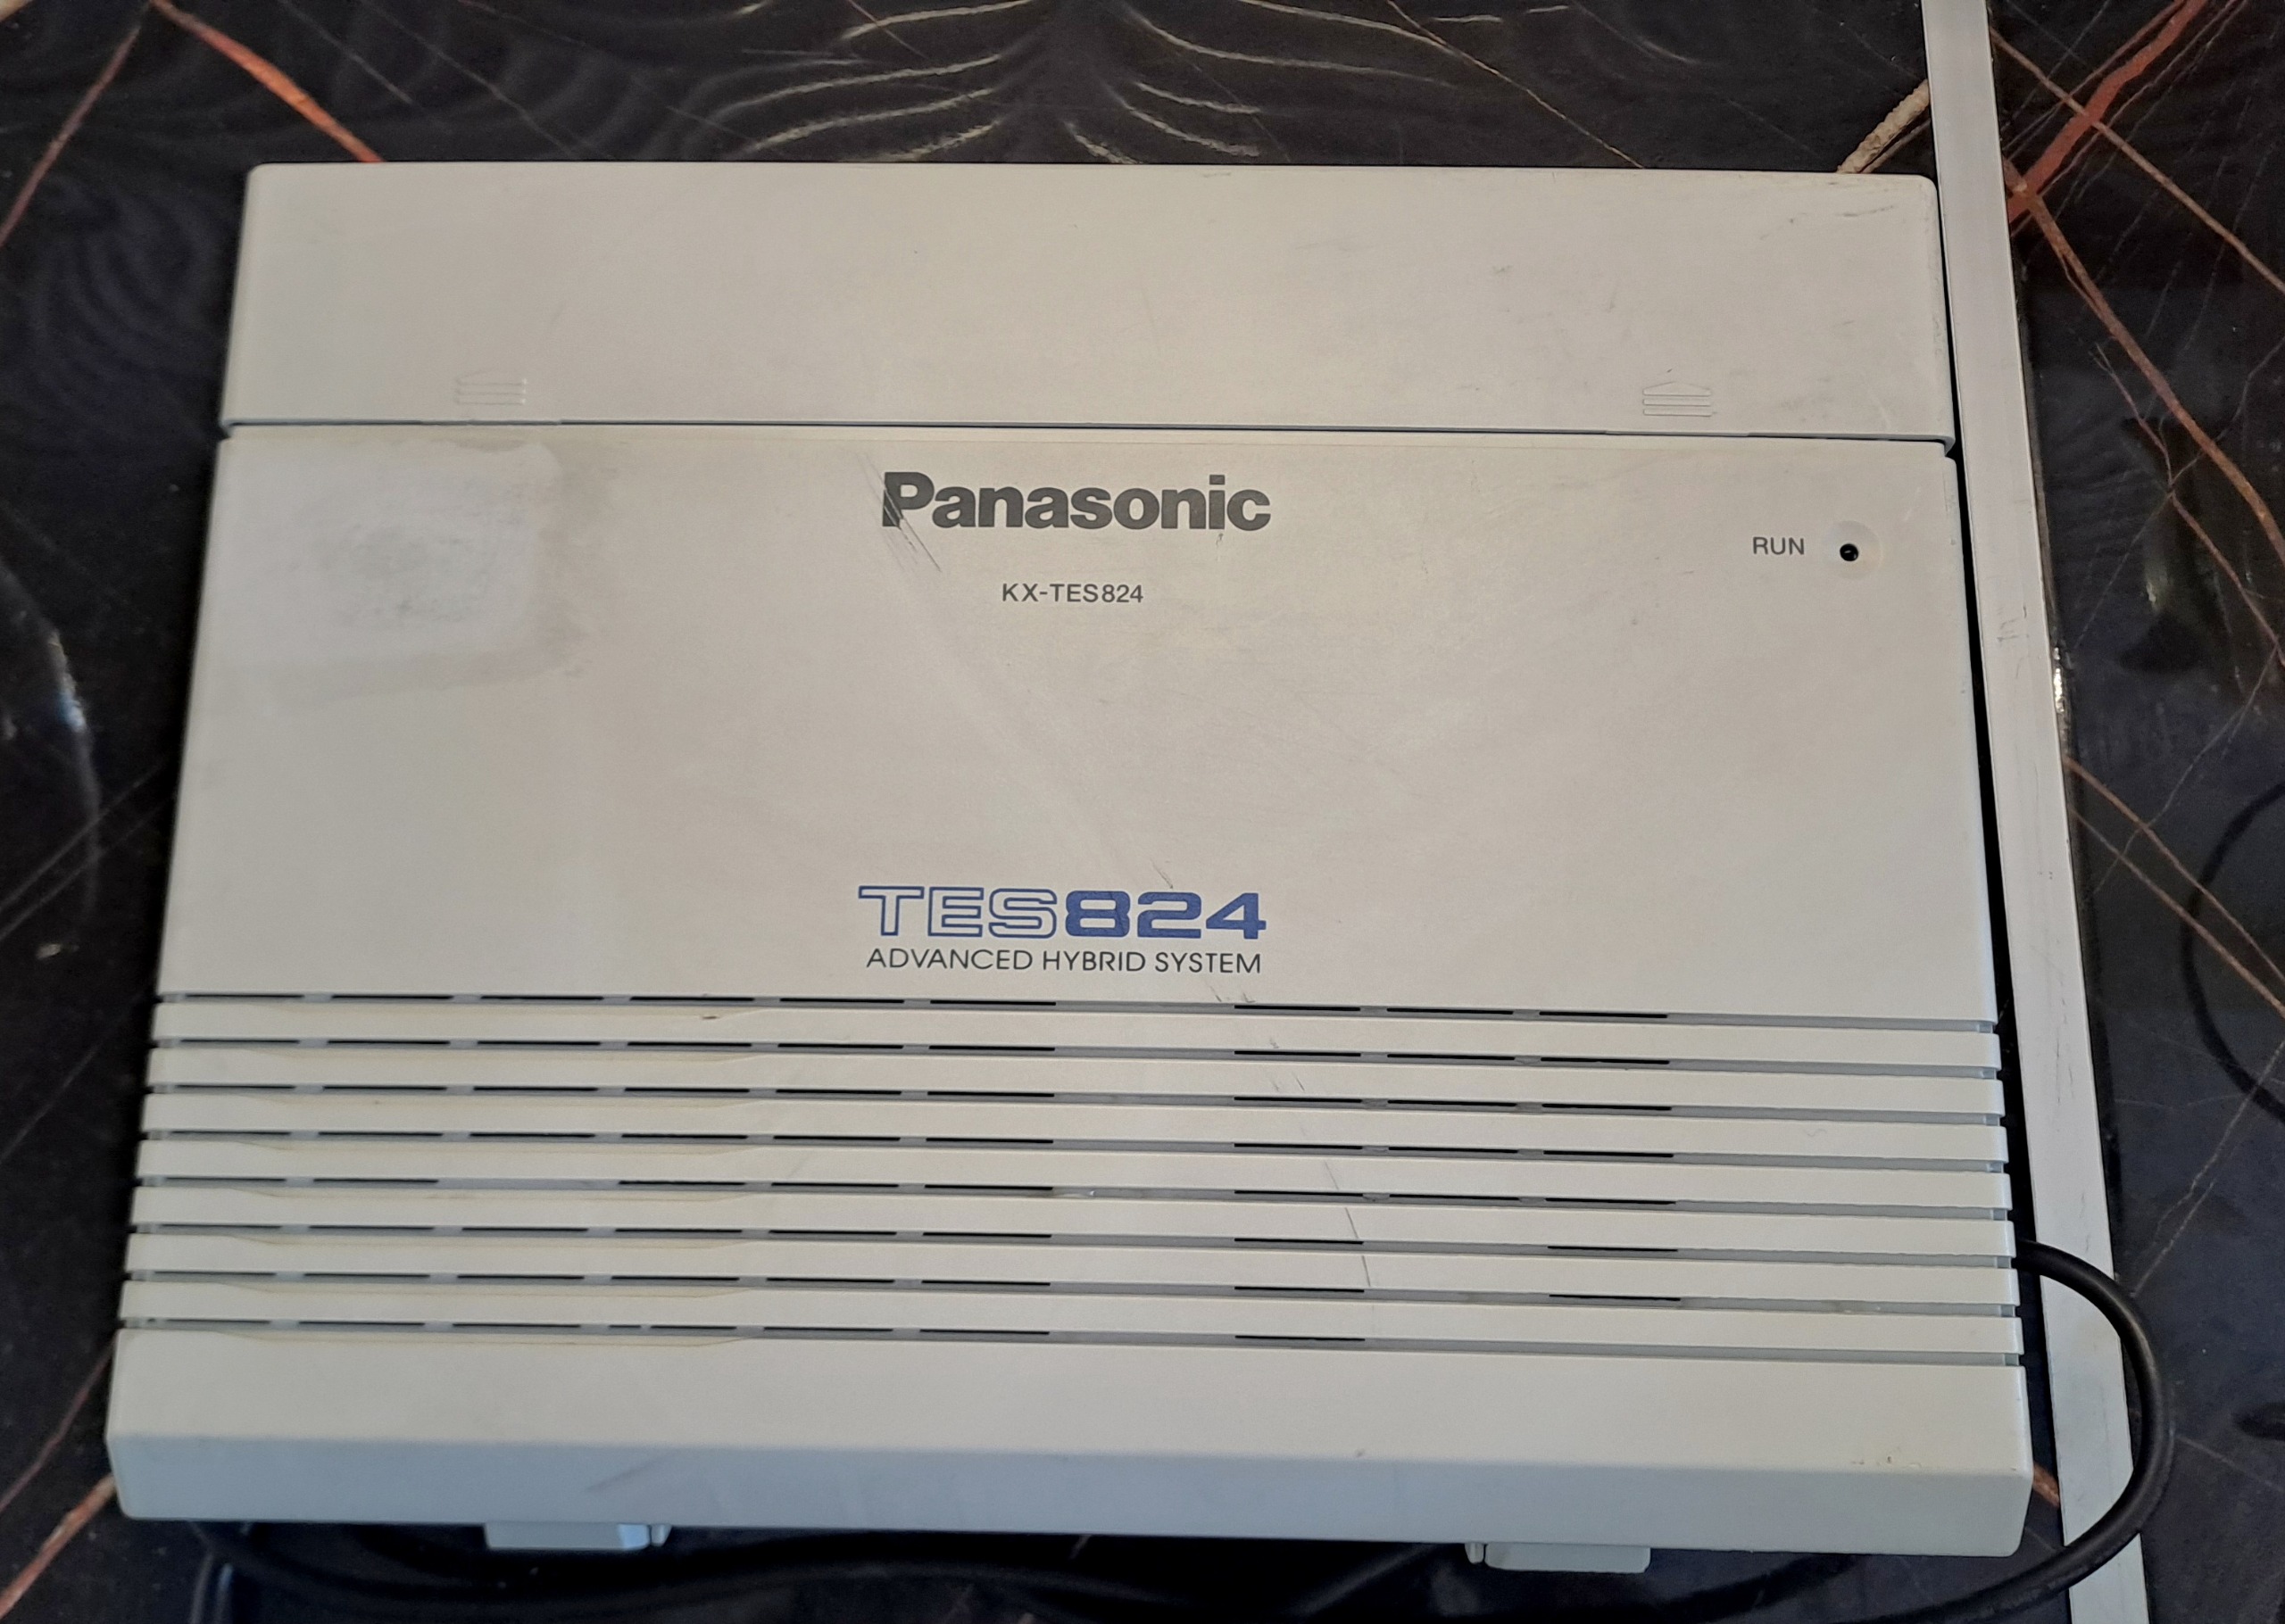 Panasonic
RUN
KX-TES824
TES824
ADVANCED HYBRID SYSTEM